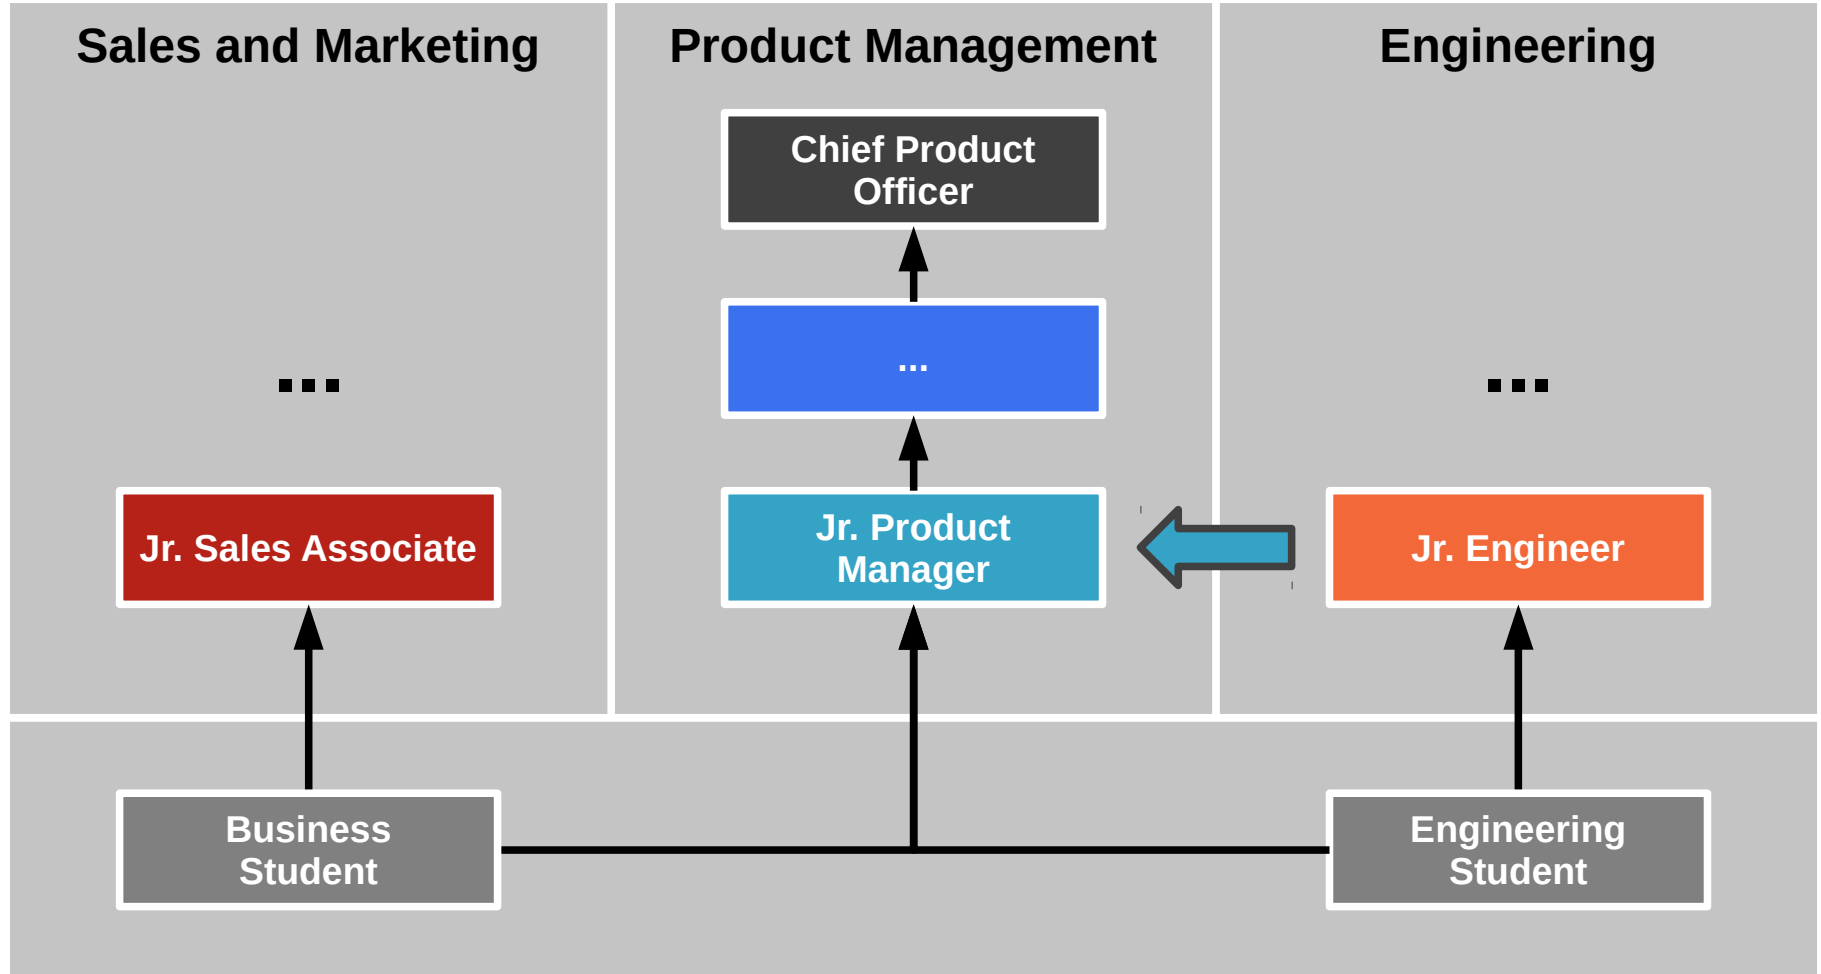 Sales and Marketing
Product Management
Engineering
Chief Product
Officer
...
...
...
Jr. Sales Associate
Jr. Product
Manager
Jr. Engineer
Business
Student
Engineering
Student